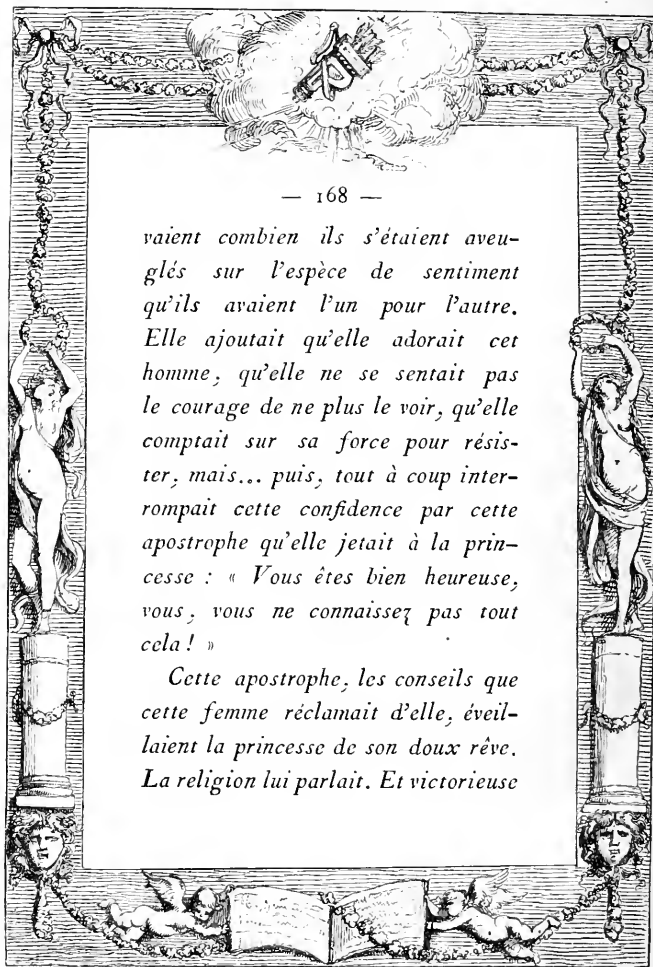 — 168 —
vaient combien ils s’étaient aveu-
glés sur l’espèce de sentiment
qu’ils avaient l’un pour l’autre.
Elle ajoutait qu’elle adorait cet
homme, qu’elle ne se sentait pas
le courage de ne plus le voir, qu’elle
comptait sur sa force pour résis-
ter, mais... puis, tout à coup inter-
rompait cette confidence par cette
apostrophe qu’elle jetait à la prin-
cesse : « Vous êtes bien heureuse,
vous, vous ne connaissez pas tout
cela ! »
Cette apostrophe, les conseils que
cette femme réclamait d’elle, éveil-
laient la princesse de son doux rêve.
La religion lui parlait. Et victorieuse